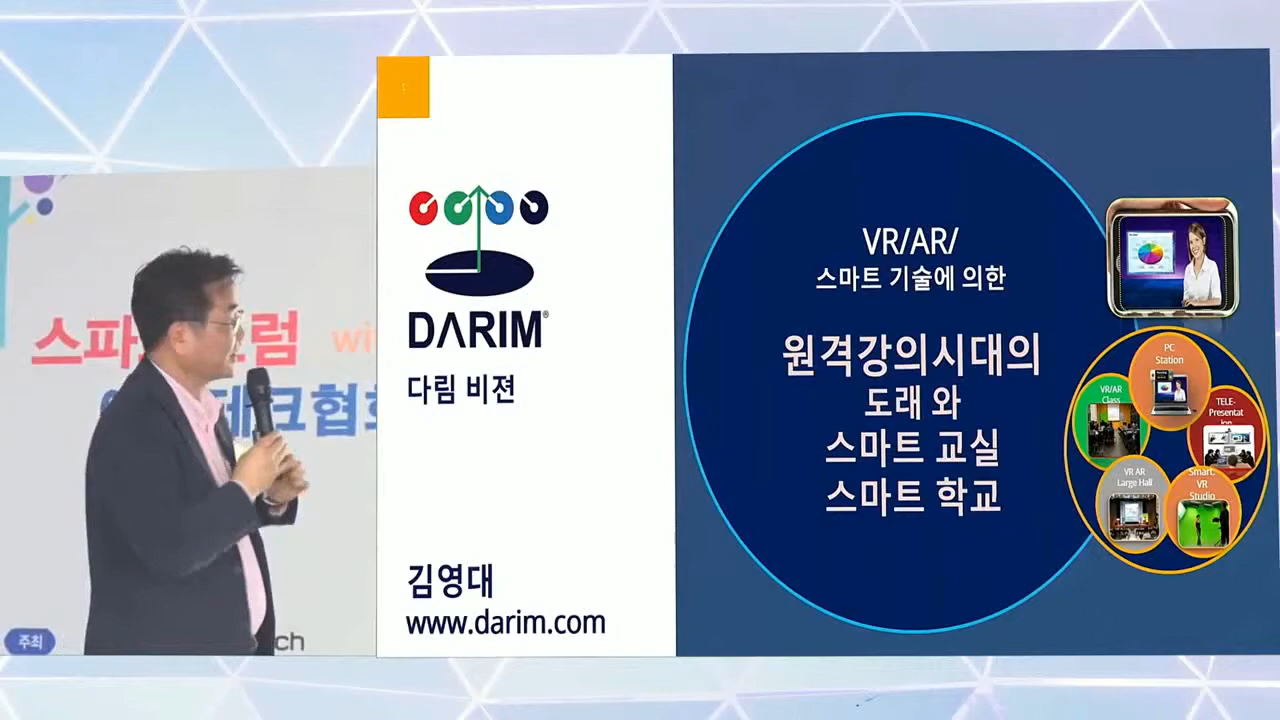 스파
럼
wi
테크협회
주최
ch
DARIM®
다림 비젼
김영대
www.darim.com
VR/AR/
스마트 기술에 의한
원격강의시대의
도래 와
스마트 교실
스마트 학교
PC
Station
VR/AR
Class
TELE-
Presentat
ion
VR AR
Large Hall
Smart.
VR
Studio